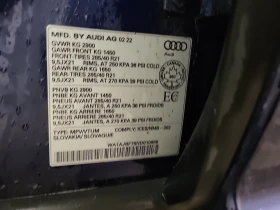 MFD. BY AUDI AG 02/22
GVWR KG 2900
GAWR FRONT KG 1450
FRONT-TIRES 285/40 R21
9,5JX21 RIMS, AT 250 KPA 36 PSI COLD
GAWR REAR KG 1650
REAR-TIRES 285/40 R21
9,5JX21 RIMS, AT 270 KPA 39 PSI COLD
PNVB KG 2900
PNBE AVANT KG 1450
PNEUS AVANT 285/40 R21
9,5JX21 JANTES, A 250 KPA 36 PSI FROIDS
PNBE KG ARRIERE 1650
PNEUS ARRIERE 285/40 R21
9,5JX21 JANTES, A 270 KPA 39 PSI FROIDS
Audi
EC
TYPE: MPV/VTUM
SLOVAKIA/ SLOVAQUIE